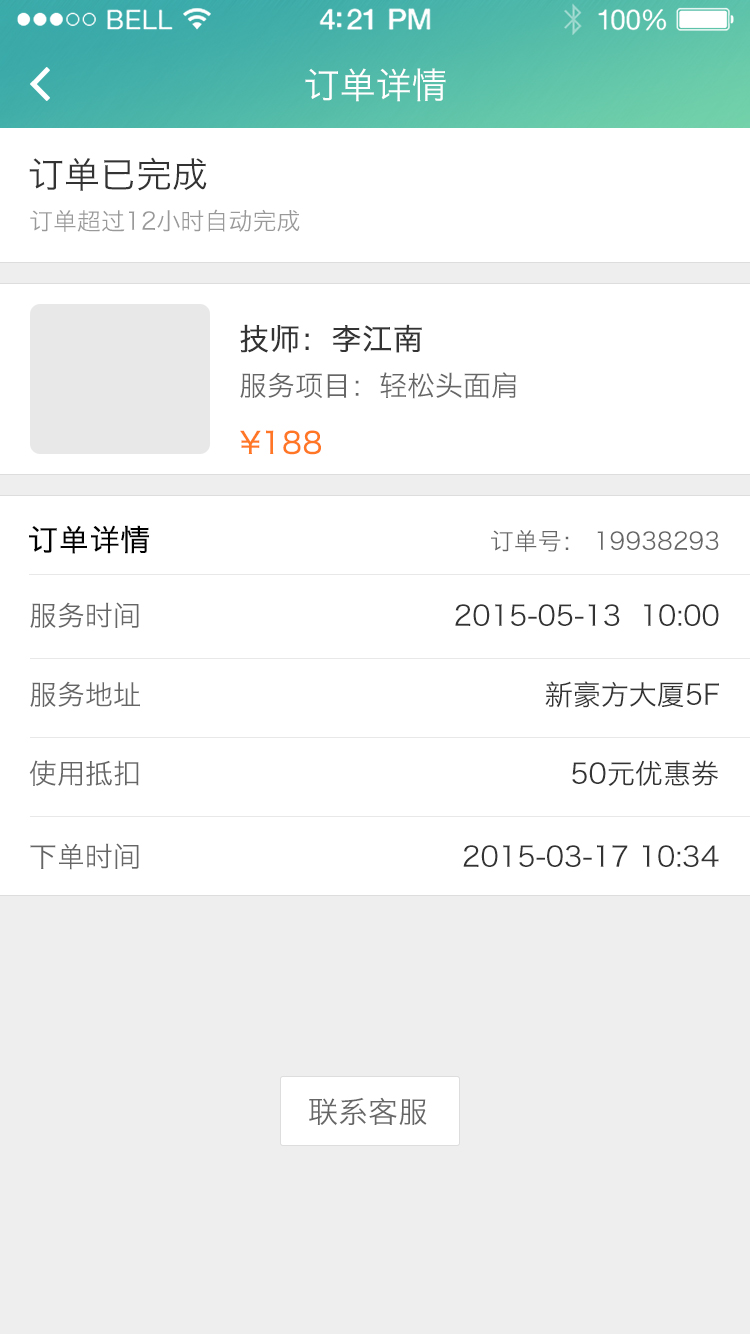 BELL 4:21 PM 100%
订单详情
订单已完成
订单超过12小时自动完成
技师：李江南
服务项目：轻松头面肩
¥188
订单详情 订单号： 19938293
服务时间 2015-05-13 10:00
服务地址 新豪方大厦5F
使用抵扣 50元优惠券
下单时间 2015-03-17 10:34
联系客服